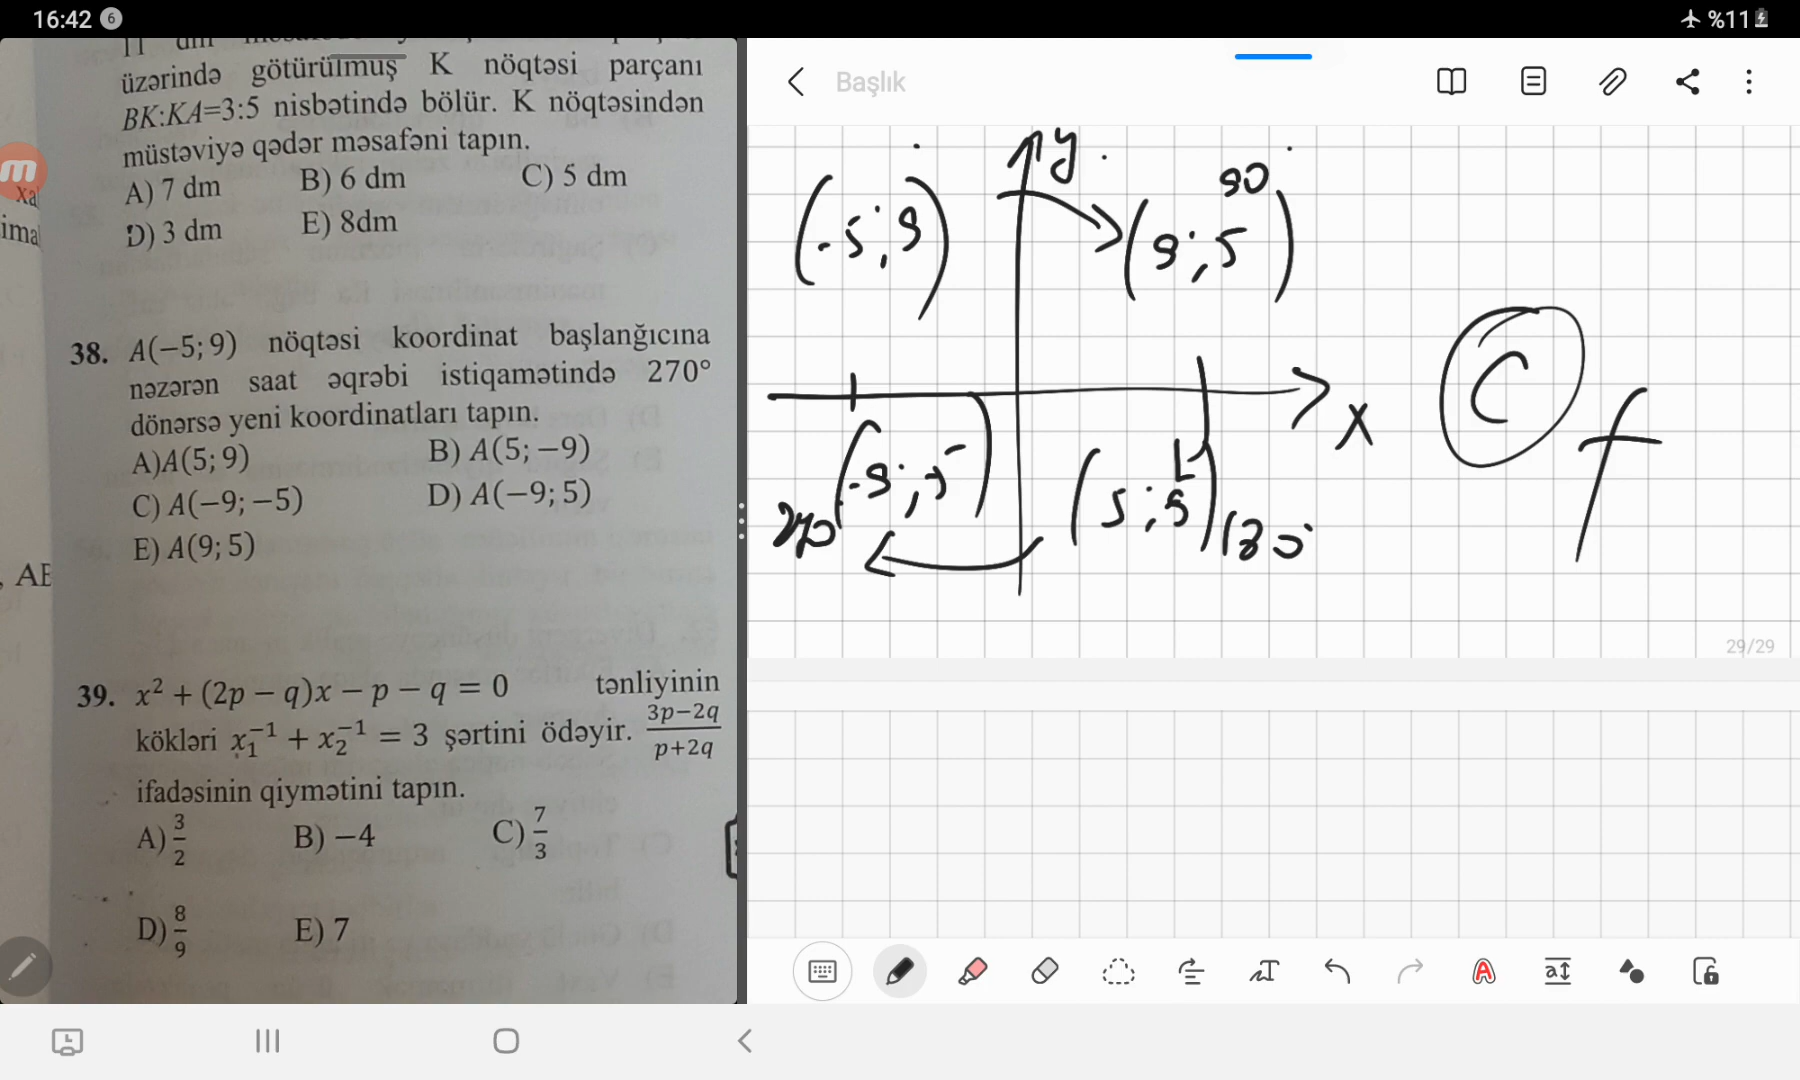 16:42 6
%11
üzərində götürülmuş K nöqtəsi parçanı
BK:KA=3:5 nisbətində bölür. K nöqtəsindən
müstəviyə qədər məsafəni tapın.
A) 7 dm B) 6 dm C) 5 dm
D) 3 dm E) 8dm
38. A(−5; 9) nöqtəsi koordinat başlanğıcına
nəzərən saat əqrəbi istiqamətində 270°
dönərsə yeni koordinatları tapın.
A)A(5; 9) B) A(5; −9)
C) A(−9; −5) D) A(−9; 5)
E) A(9; 5)
, AB
39. x² + (2p − q)x − p − q = 0 tənliyinin
kökləri x₁⁻¹ + x₂⁻¹ = 3 şərtini ödəyir. (3p−2q)/(p+2q)
ifadəsinin qiymətini tapın.
A) 3/2 B) −4 C) 7/3
D) 8/9 E) 7
Başlık
y
(-5; 9) (9; 5) 90
x
C
270 (5; 180°
29/29